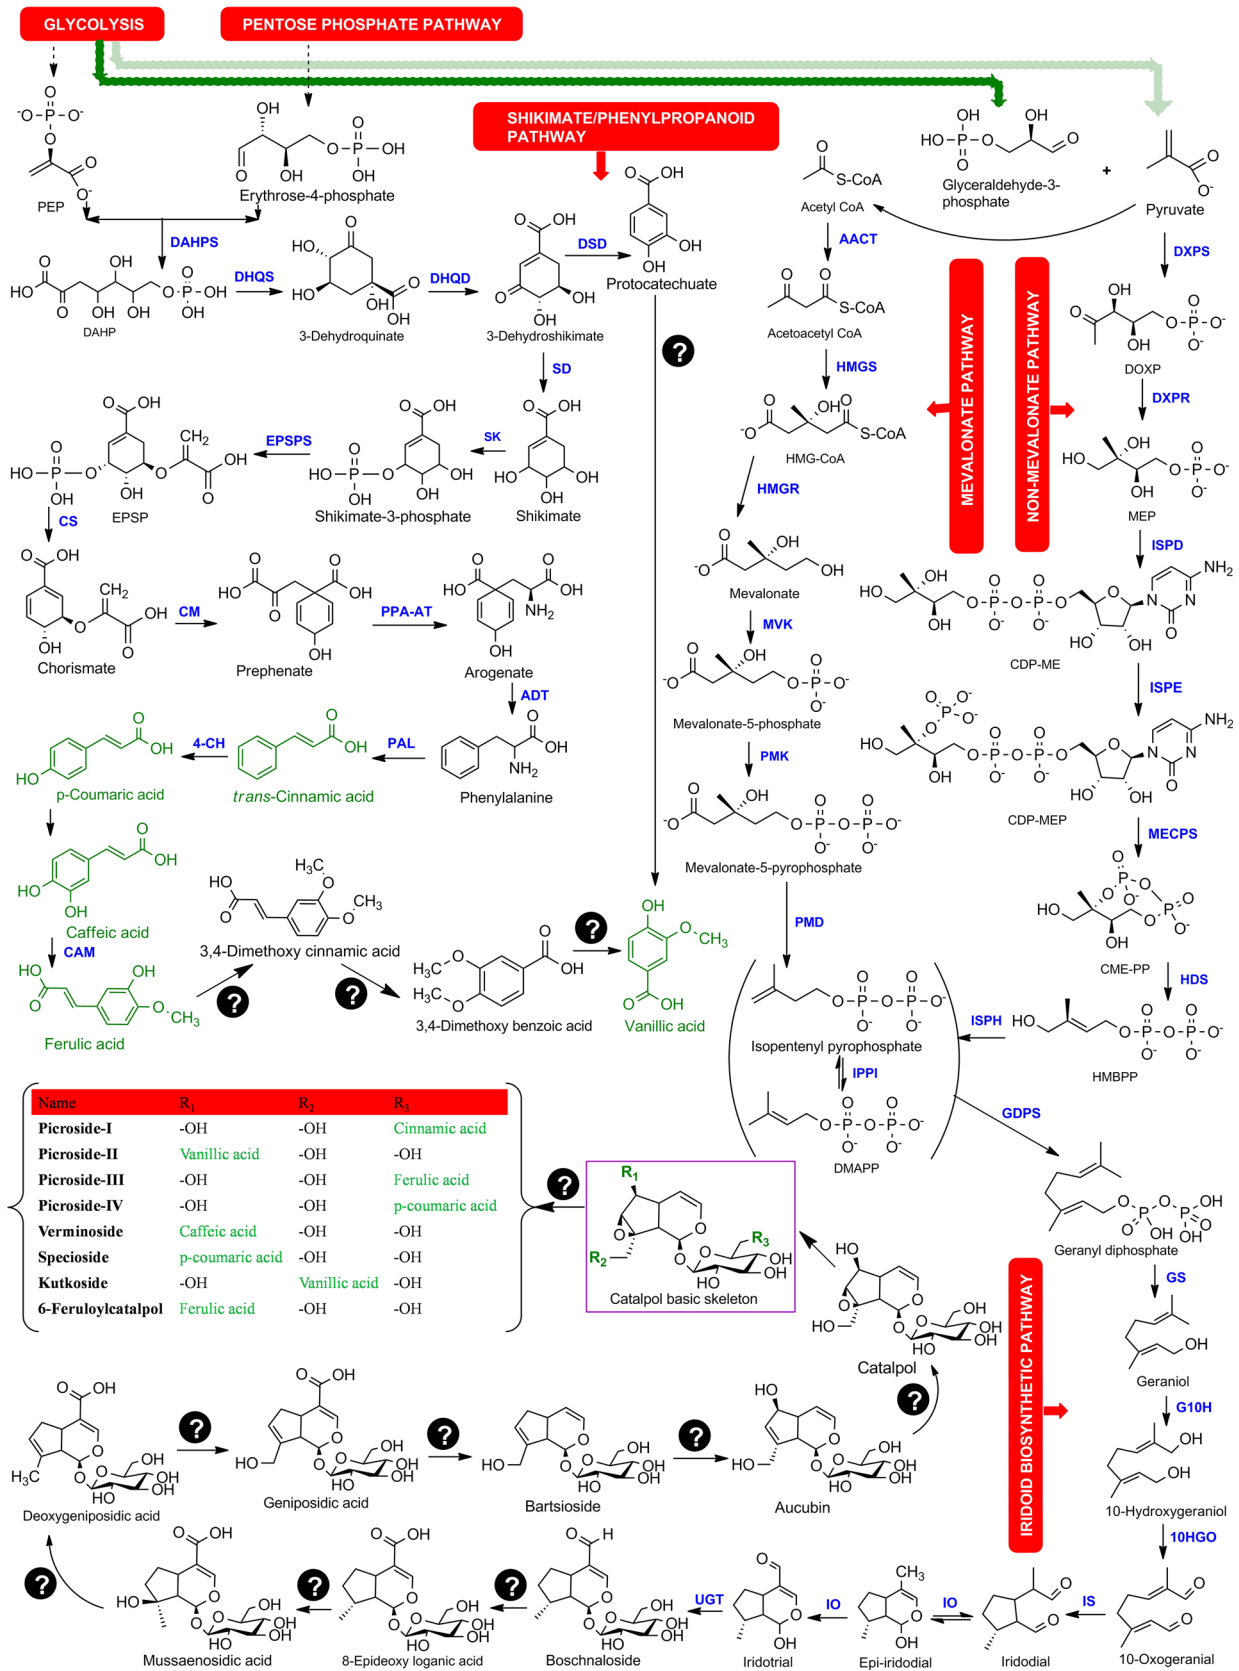 GLYCOLYSIS
PENTOSE PHOSPHATE PATHWAY
SHIKIMATE/PHENYLPROPANOID
PATHWAY
PEP
Erythrose-4-phosphate
Protocatechuate
Acetyl CoA
Glyceraldehyde-3-
phosphate
+
Pyruvate
DAHPS
DHQS
DHQD
DSD
AACT
DXPS
DAHP
3-Dehydroquinate
3-Dehydroshikimate
Acetoacetyl CoA
DOXP
?
SD
HMGS
DXPR
MEVALONATE PATHWAY
NON-MEVALONATE PATHWAY
EPSPS
SK
EPSP
Shikimate-3-phosphate
Shikimate
HMG-CoA
MEP
CS
HMGR
ISPD
Chorismate
CM
Prephenate
PPA-AT
Arogenate
Mevalonate
MVK
CDP-ME
ADT
ISPE
Mevalonate-5-phosphate
4-CH
PAL
PMK
p-Coumaric acid
trans-Cinnamic acid
Phenylalanine
CDP-MEP
MECPS
Mevalonate-5-pyrophosphate
Caffeic acid
CAM
3,4-Dimethoxy cinnamic acid
?
PMD
CME-PP
HDS
Ferulic acid
?
?
3,4-Dimethoxy benzoic acid
Vanillic acid
Isopentenyl pyrophosphate
ISPH
HMBPP
IPPI
DMAPP
GDPS
Name R1 R2 R3
Picroside-I -OH -OH Cinnamic acid
Picroside-II Vanillic acid -OH -OH
Picroside-III -OH -OH Ferulic acid
Picroside-IV -OH -OH p-coumaric acid
Verminoside Caffeic acid -OH -OH
Specioside p-coumaric acid -OH -OH
Kutkoside -OH Vanillic acid -OH
6-Feruloylcatalpol Ferulic acid -OH -OH
?
R1
R2
R3
Catalpol basic skeleton
Catalpol
Geranyl diphosphate
GS
Geraniol
G10H
10-Hydroxygeraniol
10HGO
IRIDOID BIOSYNTHETIC PATHWAY
Deoxygeniposidic acid
?
Geniposidic acid
?
Bartsioside
?
Aucubin
?
?
Mussaenosidic acid
?
8-Epideoxy loganic acid
?
Boschnaloside
UGT
Iridotrial
IO
Epi-iridodial
IO
Iridodial
IS
10-Oxogeranial